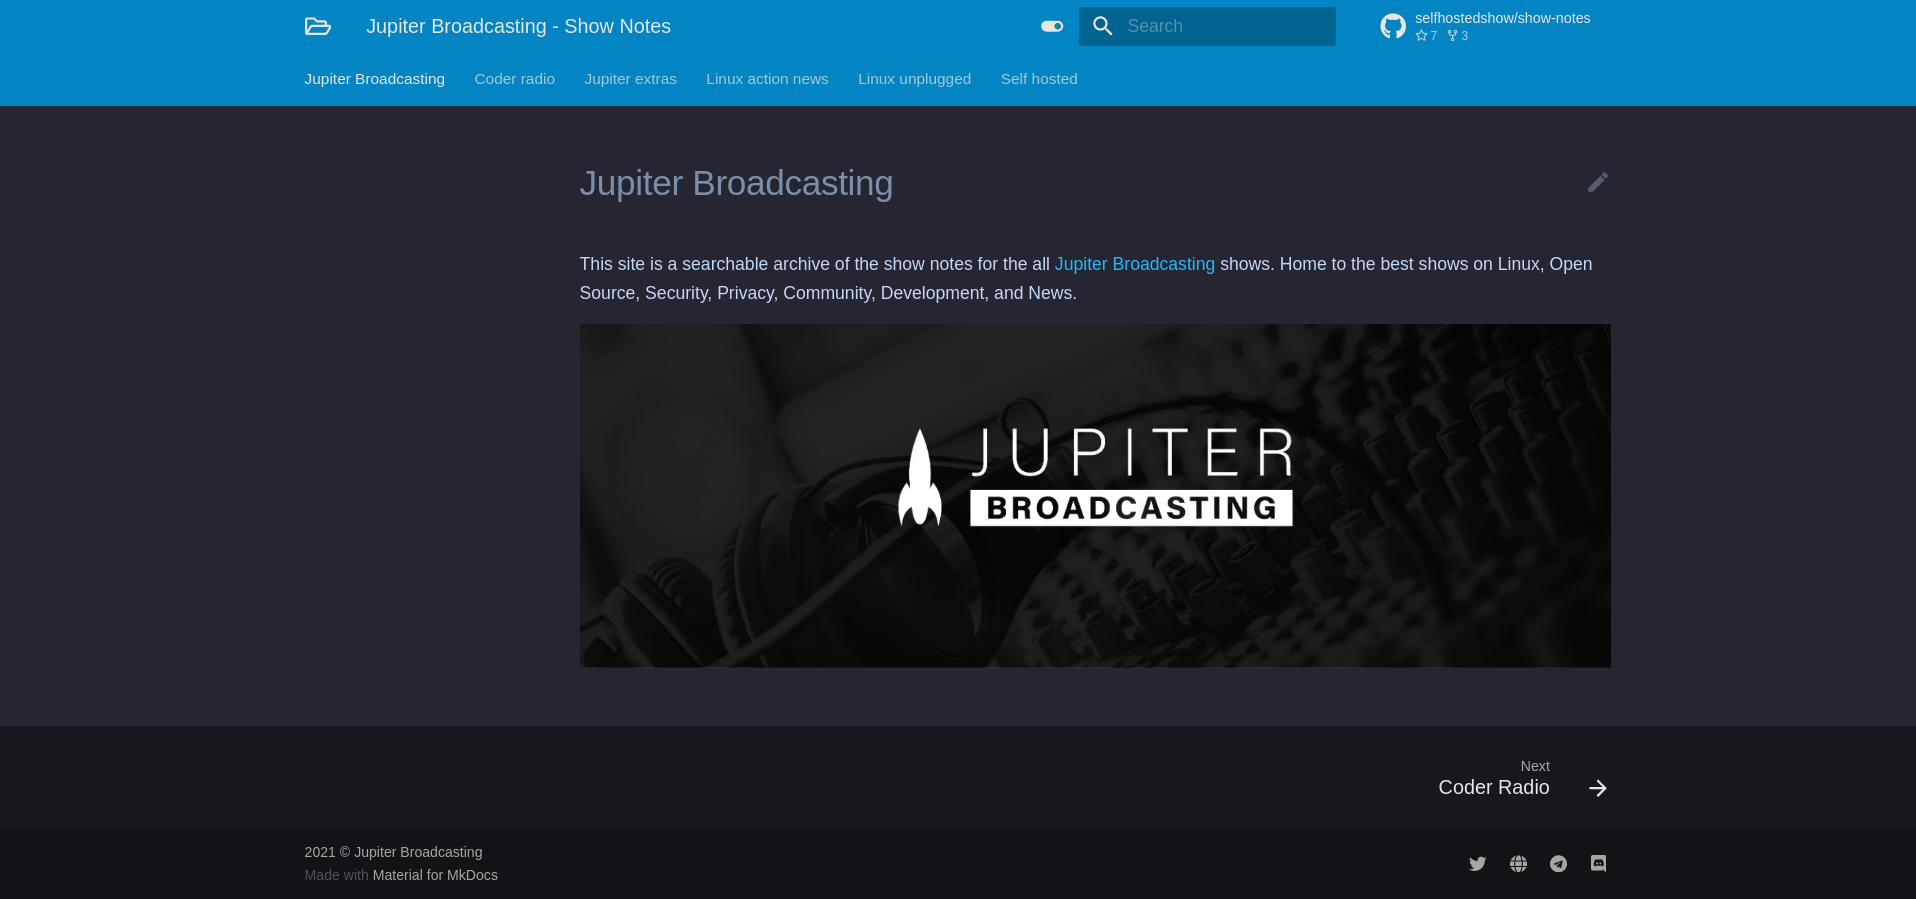 Jupiter Broadcasting - Show Notes
Search
selfhostedshow/show-notes
7 3
Jupiter Broadcasting Coder radio Jupiter extras Linux action news Linux unplugged Self hosted
Jupiter Broadcasting
This site is a searchable archive of the show notes for the all Jupiter Broadcasting shows. Home to the best shows on Linux, Open
Source, Security, Privacy, Community, Development, and News.
JUPITER
BROADCASTING
Next
Coder Radio
2021 © Jupiter Broadcasting
Made with Material for MkDocs